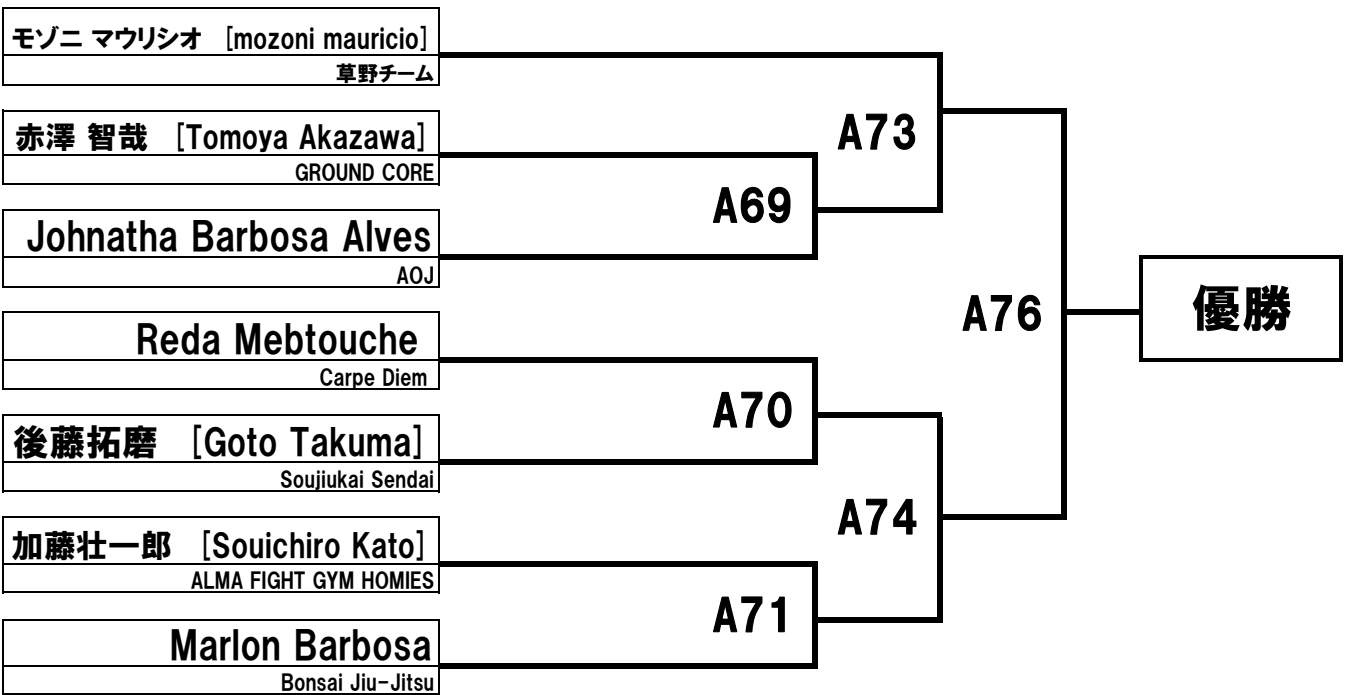 モゾニ マウリシオ [mozoni mauricio]
草野チーム
赤澤 智哉 [Tomoya Akazawa]
GROUND CORE
Johnatha Barbosa Alves
AOJ
Reda Mebtouche
Carpe Diem
後藤拓磨 [Goto Takuma]
Soujiukai Sendai
加藤壮一郎 [Souichiro Kato]
ALMA FIGHT GYM HOMIES
Marlon Barbosa
Bonsai Jiu-Jitsu
A73
A69
A70
A74
A71
A76
優勝